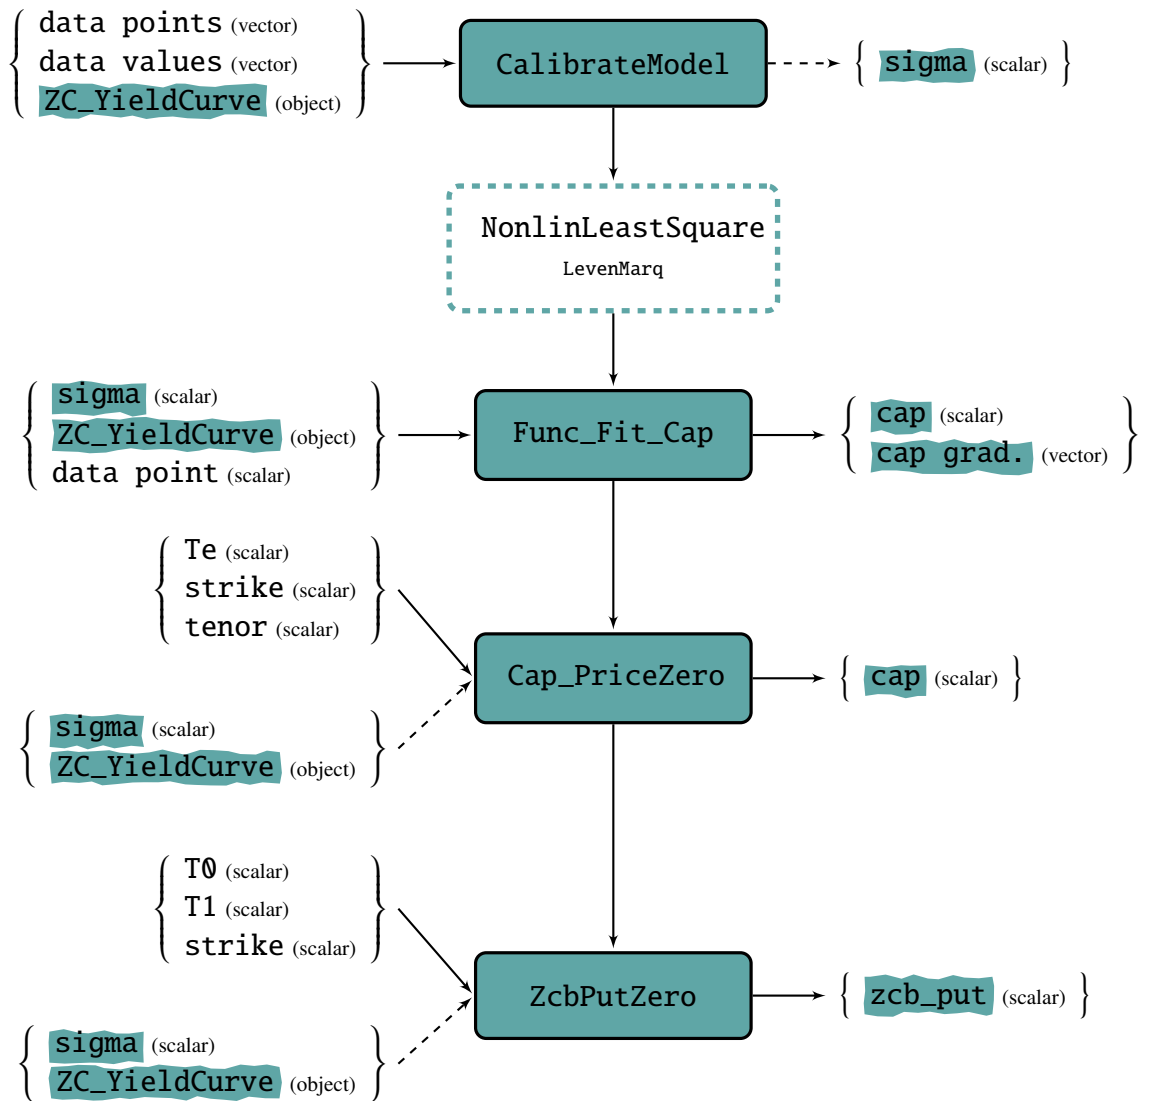 data points (vector)
data values (vector)
ZC_YieldCurve (object)
CalibrateModel
sigma (scalar)
NonlinLeastSquare
LevenMarq
sigma (scalar)
ZC_YieldCurve (object)
data point (scalar)
Func_Fit_Cap
cap (scalar)
cap grad. (vector)
Te (scalar)
strike (scalar)
tenor (scalar)
sigma (scalar)
ZC_YieldCurve (object)
Cap_PriceZero
cap (scalar)
T0 (scalar)
T1 (scalar)
strike (scalar)
sigma (scalar)
ZC_YieldCurve (object)
ZcbPutZero
zcb_put (scalar)